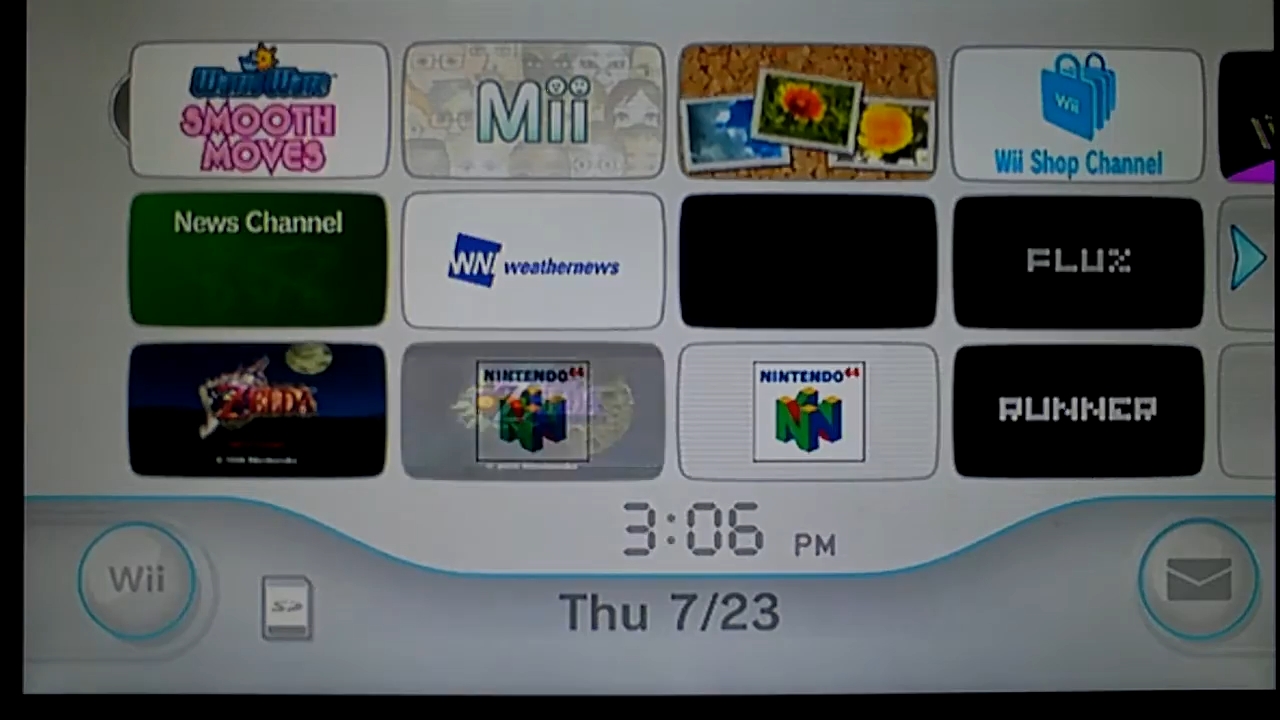 WarioWare
SMOOTH
MOVES
Mii
Wii
Wii Shop Channel
News Channel
WN weathernews
FLUX
ZELDA
NINTENDO 64
NINTENDO 64
RUNNER
3:06 PM
Wii
SD
Thu 7/23